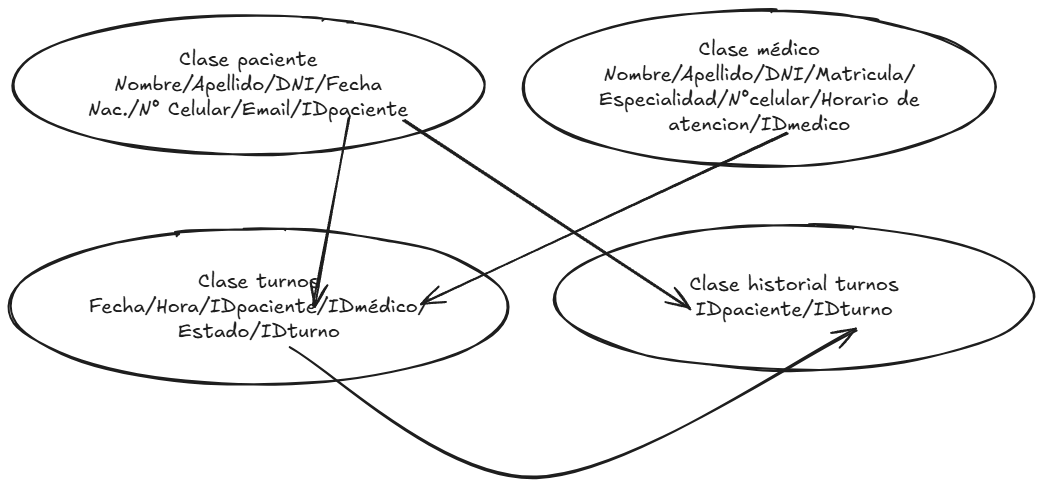 Clase paciente
Nombre/Apellido/DNI/Fecha
Nac./N° Celular/Email/IDpaciente
Clase médico
Nombre/Apellido/DNI/Matricula/
Especialidad/N°celular/Horario de
atencion/IDmedico
Clase turnos
Fecha/Hora/IDpaciente/IDmédico/
Estado/IDturno
Clase historial turnos
IDpaciente/IDturno